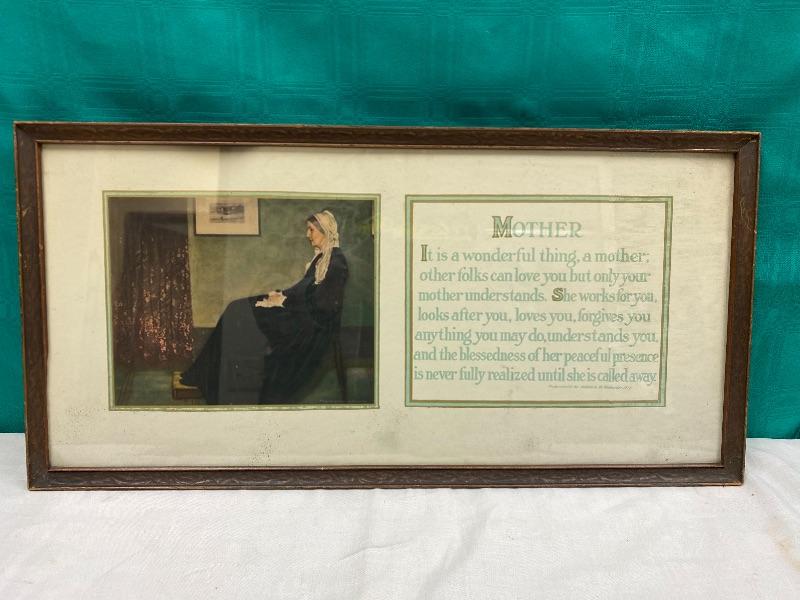 MOTHER
It is a wonderful thing, a mother;
other folks can love you but only your
mother understands. She works for you,
looks after you, loves you, forgives you
anything you may do, understands you,
and the blessedness of her peaceful presence
is never fully realized until she is called away.